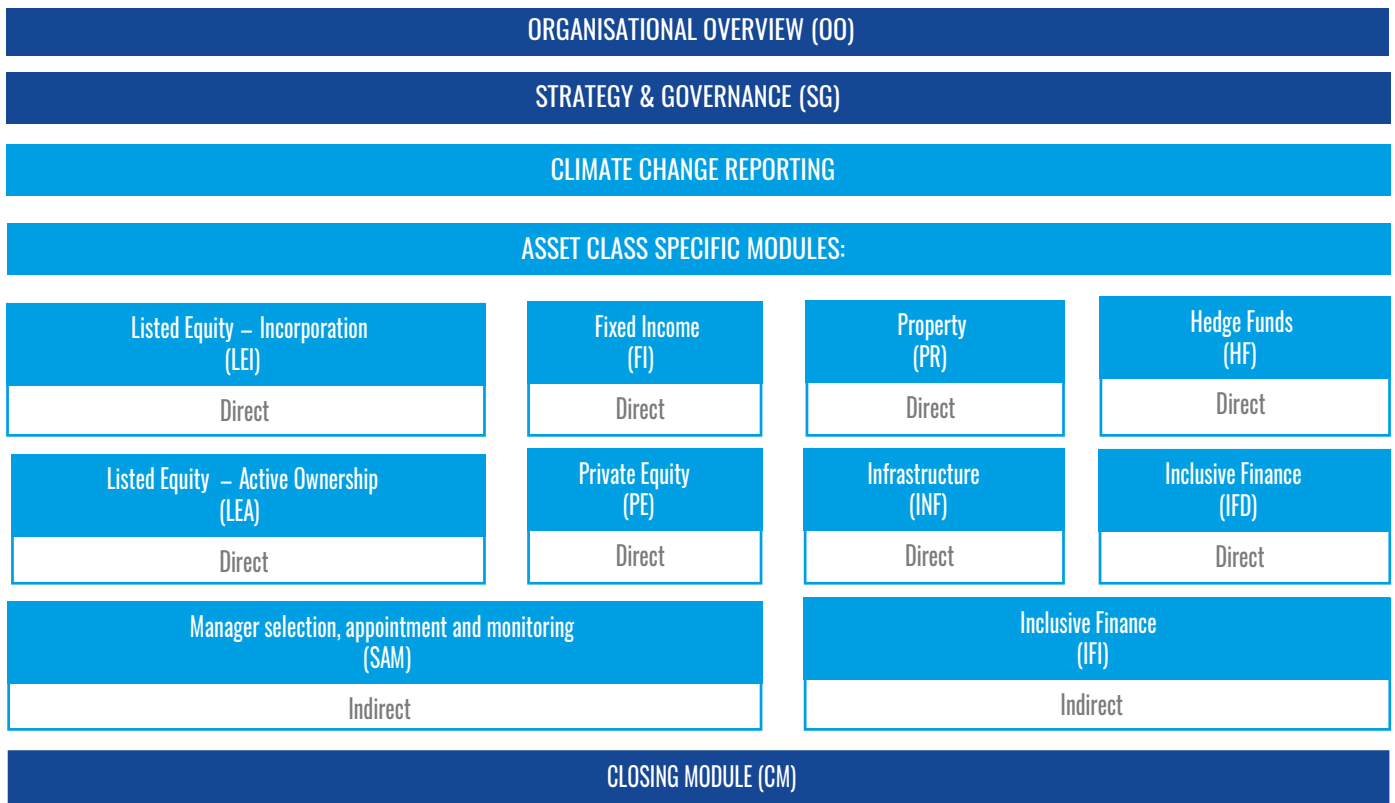 ORGANISATIONAL OVERVIEW (OO)
STRATEGY & GOVERNANCE (SG)
CLIMATE CHANGE REPORTING
ASSET CLASS SPECIFIC MODULES:
Listed Equity – Incorporation
(LEI)
Direct
Fixed Income
(FI)
Direct
Property
(PR)
Direct
Hedge Funds
(HF)
Direct
Listed Equity – Active Ownership
(LEA)
Direct
Private Equity
(PE)
Direct
Infrastructure
(INF)
Direct
Inclusive Finance
(IFD)
Direct
Manager selection, appointment and monitoring
(SAM)
Indirect
Inclusive Finance
(IFI)
Indirect
CLOSING MODULE (CM)